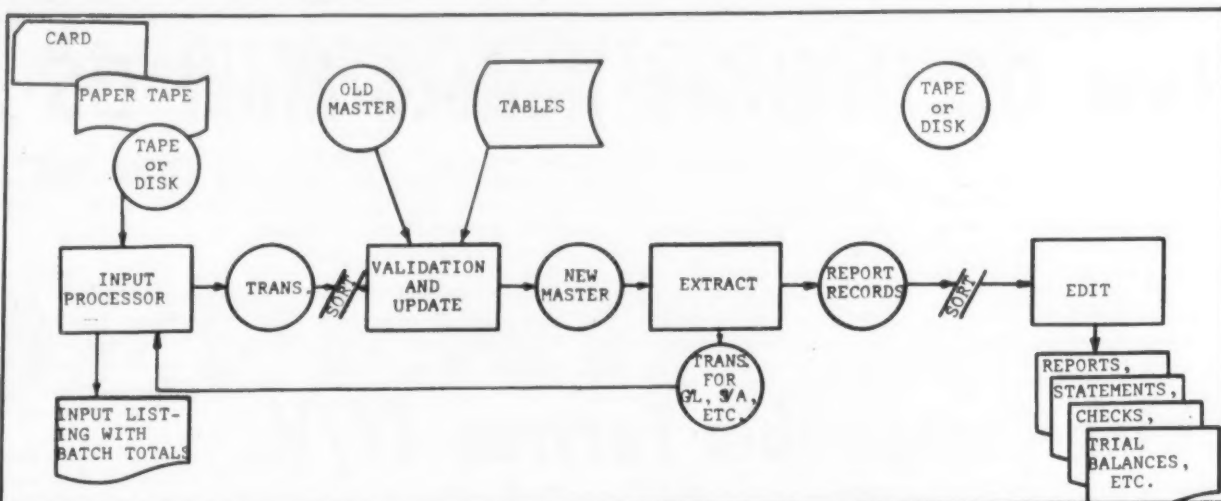 CARD
PAPER TAPE
TAPE
or
DISK
OLD
MASTER
TABLES
TAPE
or
DISK
INPUT
PROCESSOR
TRANS.
SORT
VALIDATION
AND
UPDATE
NEW
MASTER
EXTRACT
REPORT
RECORDS
SORT
EDIT
INPUT LIST-
ING WITH
BATCH TOTALS
TRANS.
FOR
G/L, S/A,
ETC.
REPORTS,
STATEMENTS,
CHECKS,
TRIAL
BALANCES,
ETC.